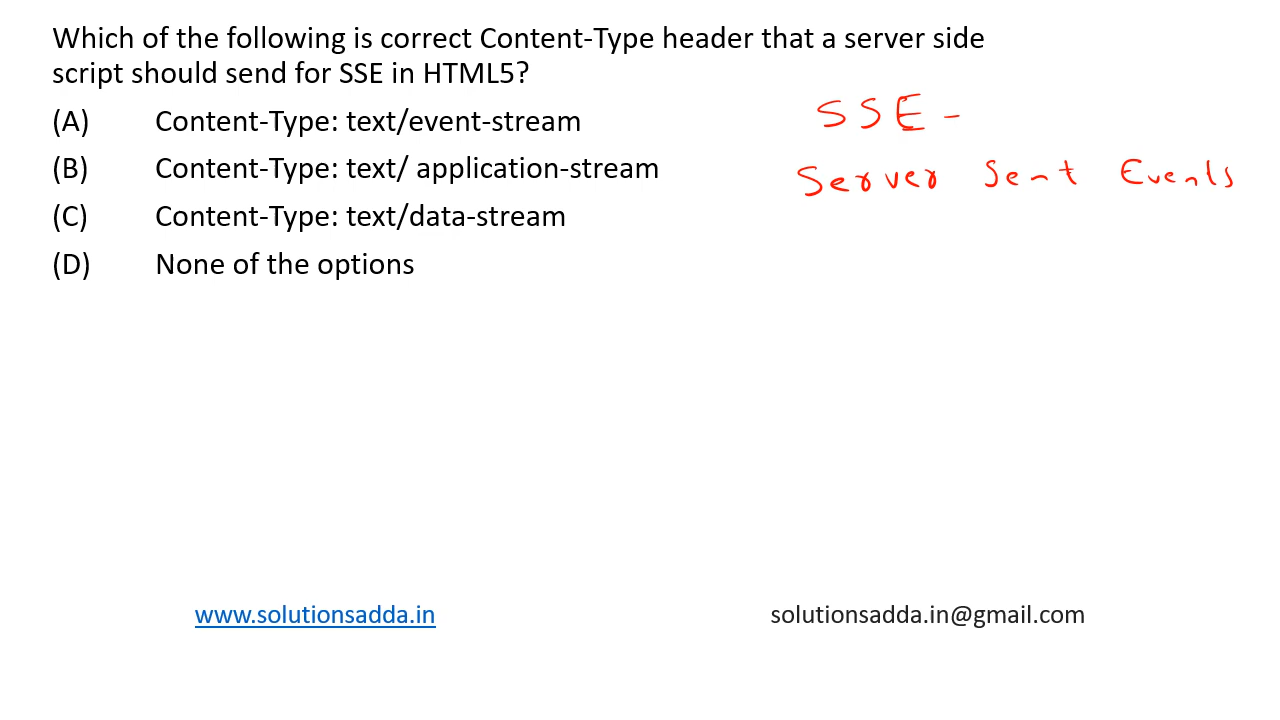 Which of the following is correct Content-Type header that a server side
script should send for SSE in HTML5?
(A) Content-Type: text/event-stream
(B) Content-Type: text/ application-stream
(C) Content-Type: text/data-stream
(D) None of the options
SSE -
Server Sent Events
www.solutionsadda.in
solutionsadda.in@gmail.com